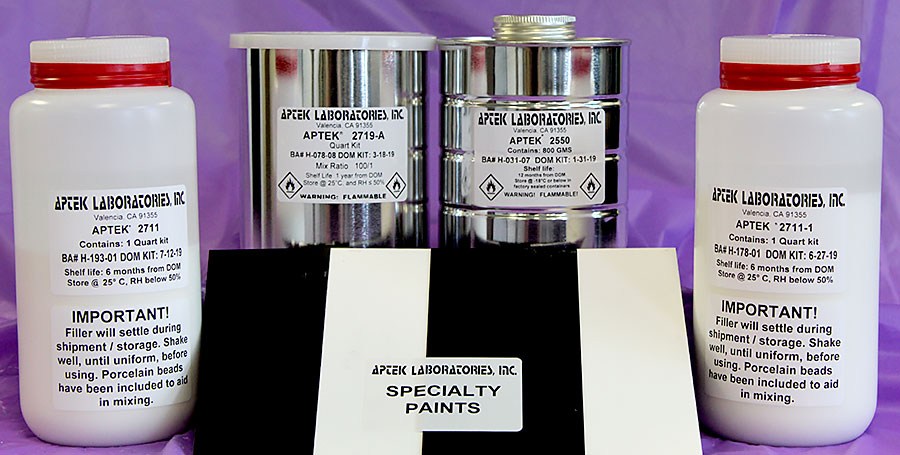 APTEK LABORATORIES, INC.
Valencia, CA 91355
APTEK® 2711
Contains: 1 Quart kit
BA# H-193-01 DOM KIT: 7-12-19
Shelf life: 6 months from DOM
Store @ 25° C, RH below 50%
IMPORTANT!
Filler will settle during
shipment / storage. Shake
well, until uniform, before
using. Porcelain beads
have been included to aid
in mixing.
APTEK LABORATORIES, INC.
Valencia, CA 91355
APTEK® 2719-A
Quart Kit
BA# H-078-08 DOM KIT: 3-18-19
Mix Ratio 100/1
Shelf Life: 1 year from DOM
Store @ 25°C, and RH ≤ 50%
WARNING: FLAMMABLE!
APTEK LABORATORIES, INC.
Valencia, CA 91355
APTEK® 2550
Contains: 800 GMS
BA# H-031-07 DOM KIT: 1-31-19
Shelf life:
12 months from DOM
Store @ -18°C or below in
factory sealed containers
WARNING: FLAMMABLE!
APTEK LABORATORIES, INC.
Valencia, CA 91355
APTEK® 2711-1
Contains: 1 Quart kit
BA# H-178-01 DOM KIT: 6-27-19
Shelf life: 6 months from DOM
Store @ 25° C, RH below 50%
IMPORTANT!
Filler will settle during
shipment / storage. Shake
well, until uniform, before
using. Porcelain beads
have been included to aid
in mixing.
APTEK LABORATORIES, INC.
SPECIALTY
PAINTS